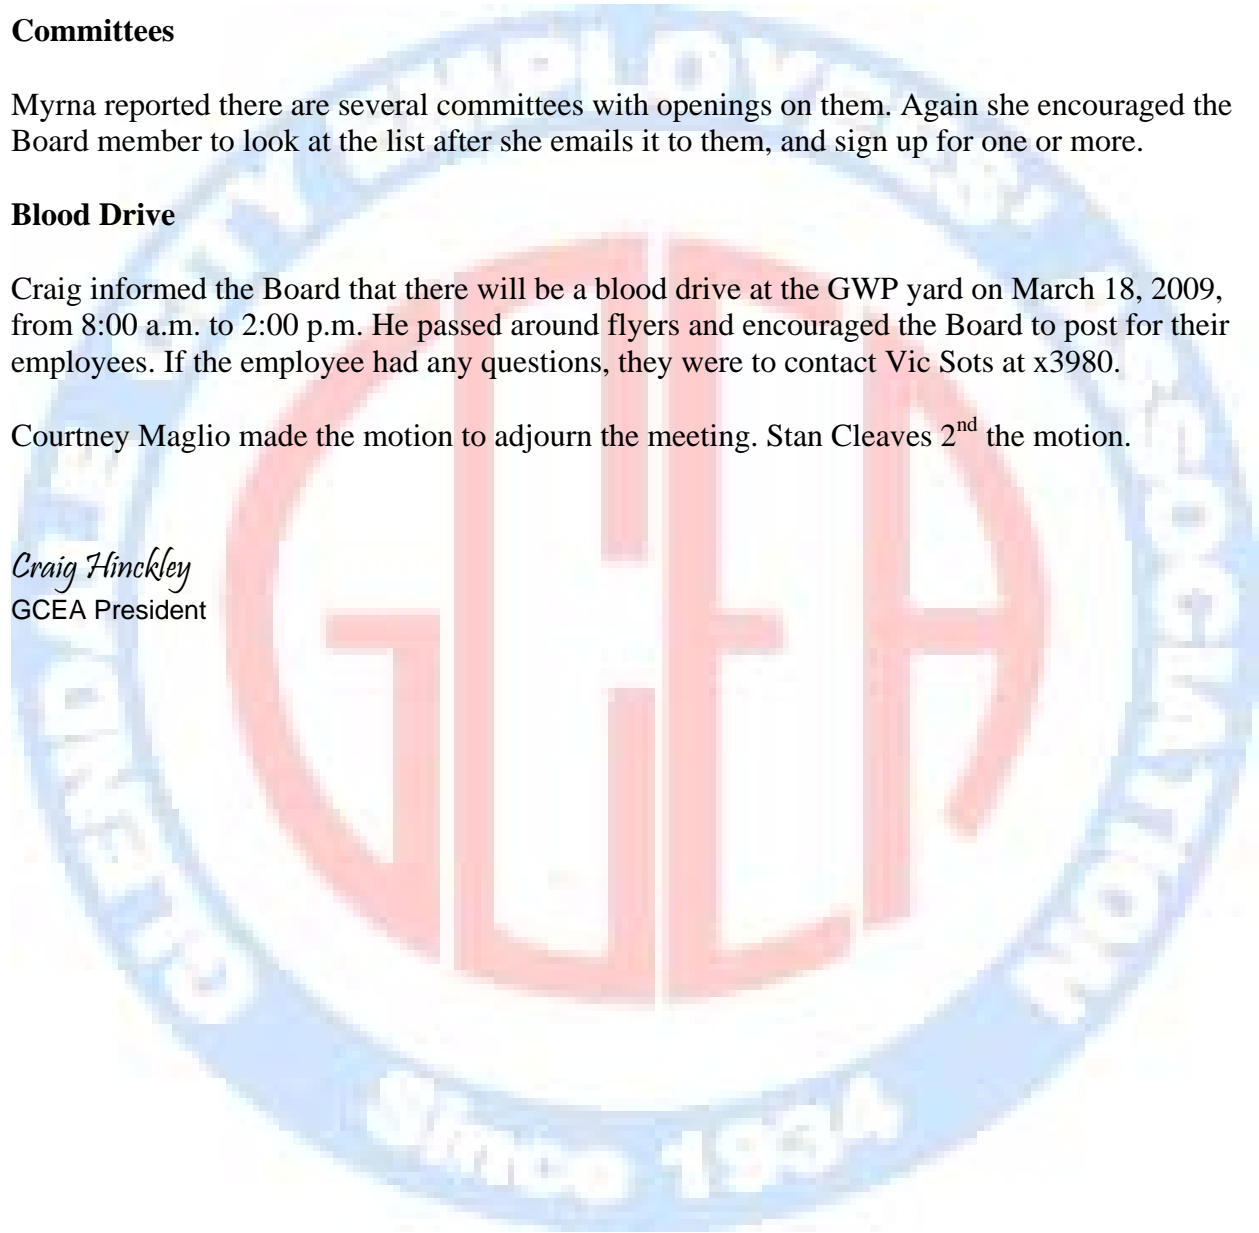 Committees
Myrna reported there are several committees with openings on them. Again she encouraged the
Board member to look at the list after she emails it to them, and sign up for one or more.
Blood Drive
Craig informed the Board that there will be a blood drive at the GWP yard on March 18, 2009,
from 8:00 a.m. to 2:00 p.m. He passed around flyers and encouraged the Board to post for their
employees. If the employee had any questions, they were to contact Vic Sots at x3980.
Courtney Maglio made the motion to adjourn the meeting. Stan Cleaves 2nd the motion.
Craig Hinckley
GCEA President
GLENDALE CITY EMPLOYEES' ASSOCIATION
GCEA
Since 1934